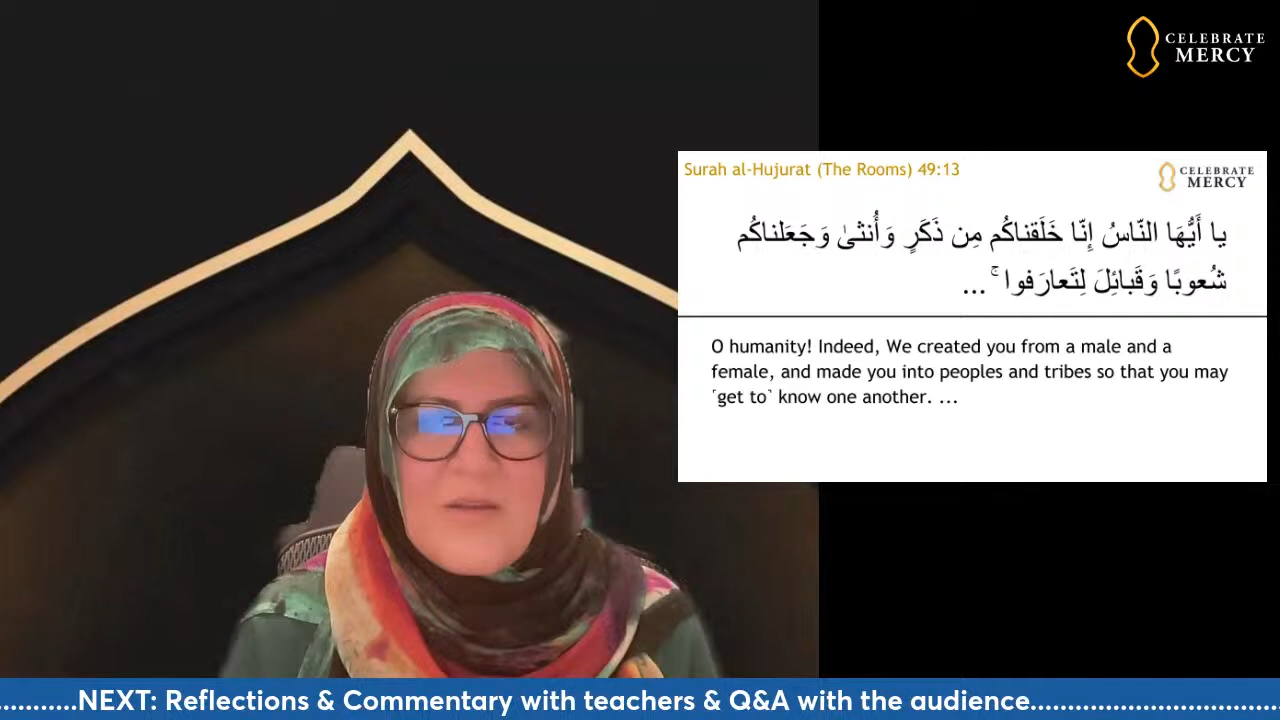 CELEBRATE
MERCY
Surah al-Hujurat (The Rooms) 49:13
CELEBRATE
MERCY
يا أَيُّهَا النّاسُ إِنّا خَلَقناكُم مِن ذَكَرٍ وَأُنثىٰ وَجَعَلناكُم
شُعوبًا وَقَبائِلَ لِتَعارَفوا ۚ ...
O humanity! Indeed, We created you from a male and a
female, and made you into peoples and tribes so that you may
˹get to˺ know one another. ...
...........NEXT: Reflections & Commentary with teachers & Q&A with the audience.................................